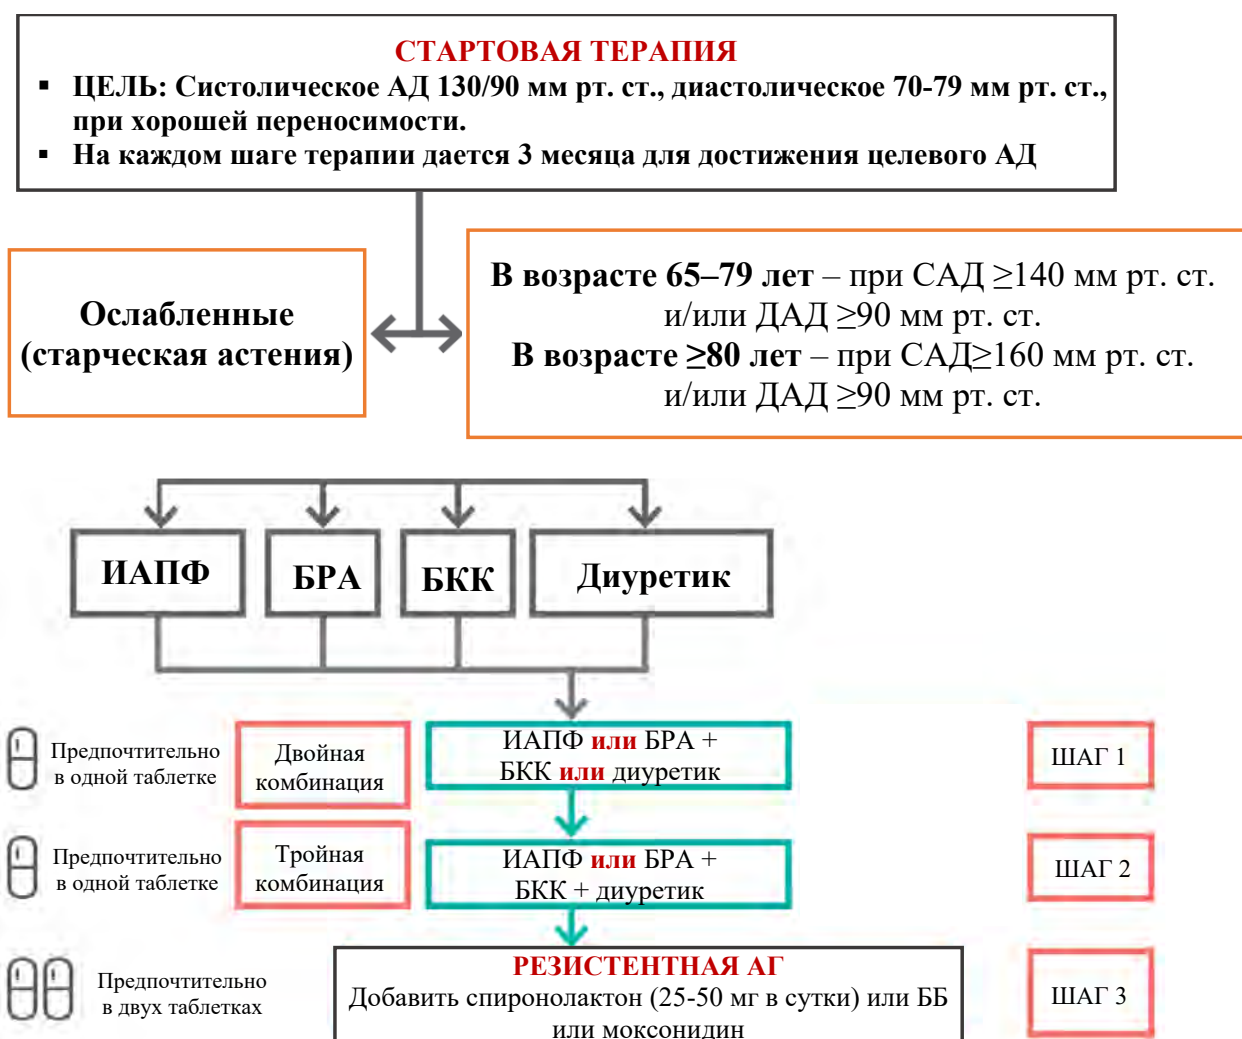 СТАРТОВАЯ ТЕРАПИЯ
▪ ЦЕЛЬ: Систолическое АД 130/90 мм рт. ст., диастолическое 70-79 мм рт. ст.,
при хорошей переносимости.
▪ На каждом шаге терапии дается 3 месяца для достижения целевого АД
Ослабленные
(старческая астения)
В возрасте 65–79 лет – при САД ≥140 мм рт. ст.
и/или ДАД ≥90 мм рт. ст.
В возрасте ≥80 лет – при САД≥160 мм рт. ст.
и/или ДАД ≥90 мм рт. ст.
ИАПФ
БРА
БКК
Диуретик
Предпочтительно
в одной таблетке
Двойная
комбинация
ИАПФ или БРА +
БКК или диуретик
ШАГ 1
Предпочтительно
в одной таблетке
Тройная
комбинация
ИАПФ или БРА +
БКК + диуретик
ШАГ 2
Предпочтительно
в двух таблетках
РЕЗИСТЕНТНАЯ АГ
Добавить спиронолактон (25-50 мг в сутки) или ББ
или моксонидин
ШАГ 3